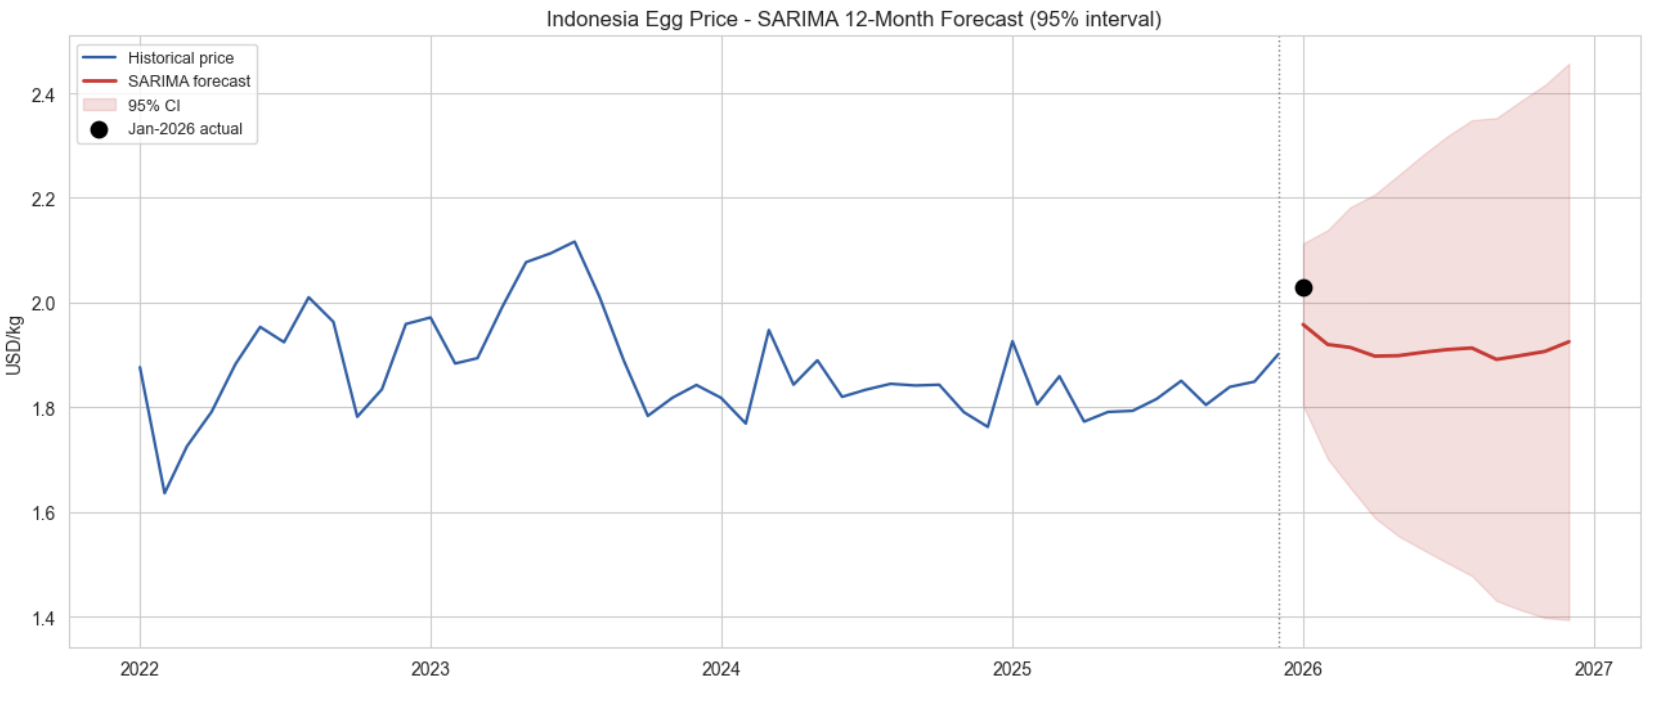 Indonesia Egg Price - SARIMA 12-Month Forecast (95% interval)
Historical price
SARIMA forecast
95% CI
Jan-2026 actual
USD/kg
2.4
2.2
2.0
1.8
1.6
1.4
2022 2023 2024 2025 2026 2027